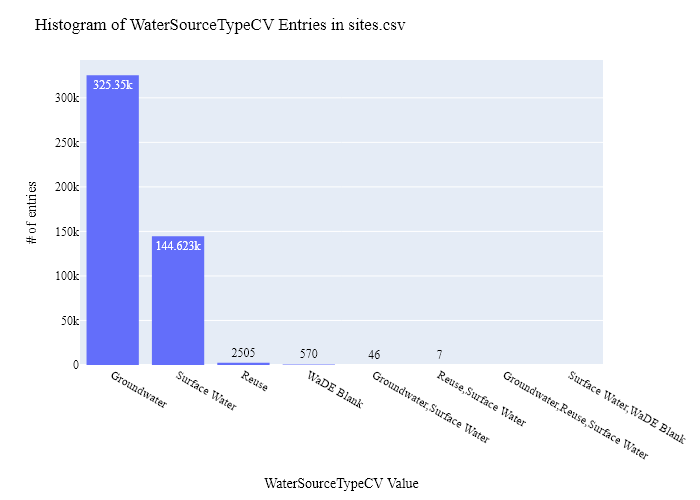 Histogram of WaterSourceTypeCV Entries in sites.csv
# of entries
300k
250k
200k
150k
100k
50k
0
325.35k
144.623k
2505
570
46
7
Groundwater
Surface Water
Reuse
WaDE Blank
Groundwater,Surface Water
Reuse,Surface Water
Groundwater,Reuse,Surface Water
Surface Water,WaDE Blank
WaterSourceTypeCV Value